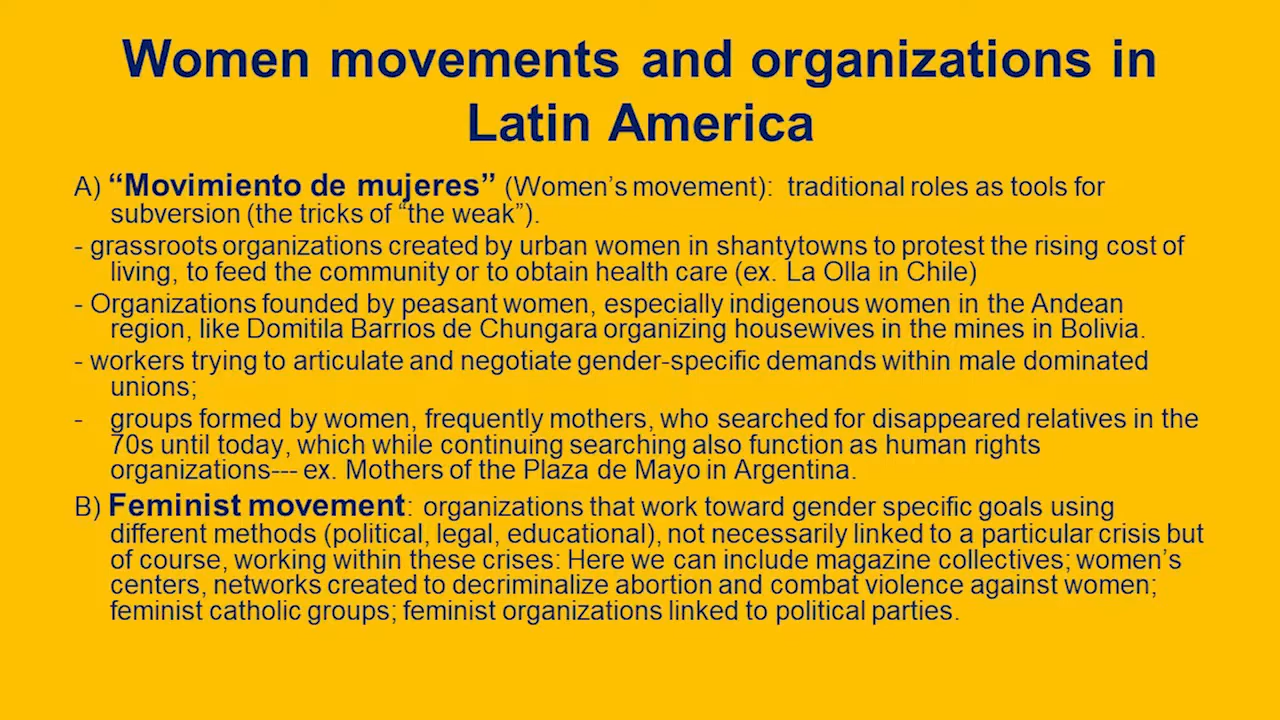 Women movements and organizations in
Latin America
A) “Movimiento de mujeres” (Women’s movement): traditional roles as tools for
subversion (the tricks of “the weak”).
- grassroots organizations created by urban women in shantytowns to protest the rising cost of
living, to feed the community or to obtain health care (ex. La Olla in Chile)
- Organizations founded by peasant women, especially indigenous women in the Andean
region, like Domitila Barrios de Chungara organizing housewives in the mines in Bolivia.
- workers trying to articulate and negotiate gender-specific demands within male dominated
unions;
- groups formed by women, frequently mothers, who searched for disappeared relatives in the
70s until today, which while continuing searching also function as human rights
organizations--- ex. Mothers of the Plaza de Mayo in Argentina.
B) Feminist movement: organizations that work toward gender specific goals using
different methods (political, legal, educational), not necessarily linked to a particular crisis but
of course, working within these crises: Here we can include magazine collectives; women’s
centers, networks created to decriminalize abortion and combat violence against women;
feminist catholic groups; feminist organizations linked to political parties.